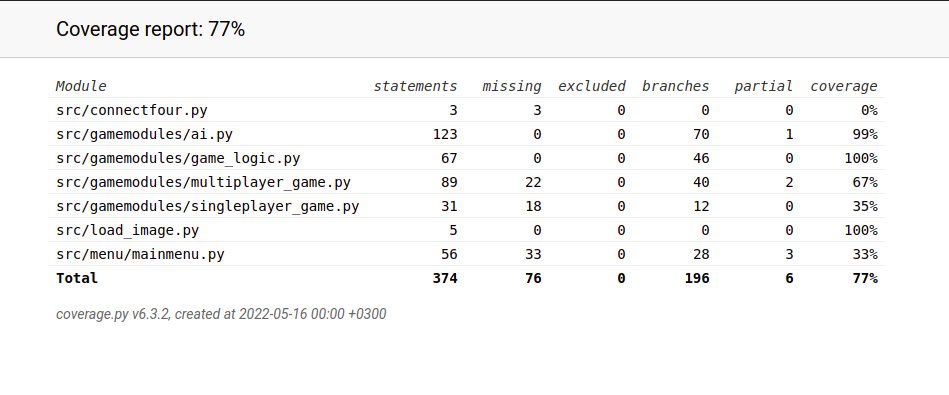 Coverage report: 77%
Module statements missing excluded branches partial coverage
src/connectfour.py 3 3 0 0 0 0%
src/gamemodules/ai.py 123 0 0 70 1 99%
src/gamemodules/game_logic.py 67 0 0 46 0 100%
src/gamemodules/multiplayer_game.py 89 22 0 40 2 67%
src/gamemodules/singleplayer_game.py 31 18 0 12 0 35%
src/load_image.py 5 0 0 0 0 100%
src/menu/mainmenu.py 56 33 0 28 3 33%
Total 374 76 0 196 6 77%
coverage.py v6.3.2, created at 2022-05-16 00:00 +0300